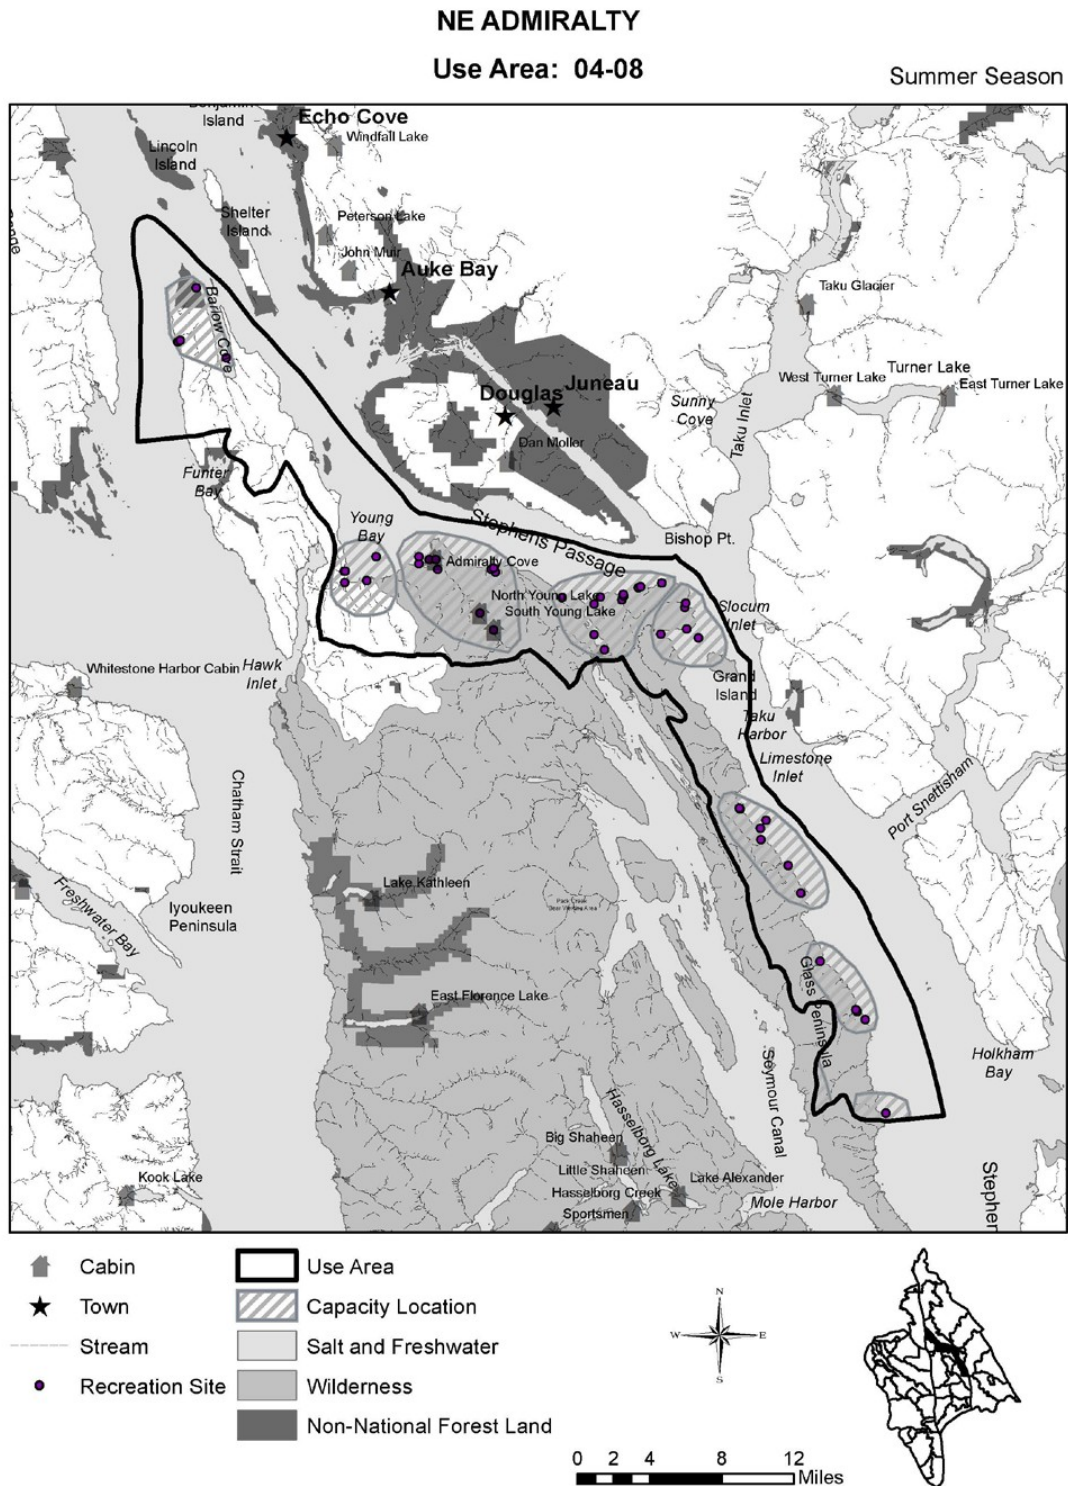 NE ADMIRALTY
Use Area: 04-08
Summer Season
Island
Echo Cove
Windfall Lake
Lincoln
Island
Shelter
Island
Peterson Lake
John Muir
Auke Bay
Barlow Cove
Taku Glacier
Turner Lake
West Turner Lake
East Turner Lake
Juneau
Douglas
Sunny
Cove
Taku Inlet
Dan Moller
Funter
Bay
Young
Bay
Stephens Passage
Bishop Pt.
Admiralty Cove
North Young Lake
South Young Lake
Slocum
Inlet
Whitestone Harbor Cabin
Hawk
Inlet
Grand
Island
Taku
Harbor
Limestone
Inlet
Port Snettisham
Chatham Strait
Freshwater Bay
Iyoukeen
Peninsula
Lake Kathleen
Pack Creek
Bear Viewing Area
East Florence Lake
Glass Peninsula
Seymour Canal
Holkham
Bay
Hasselborg Lake
Big Shaheen
Little Shaheen
Hasselborg Creek
Sportsmen
Lake Alexander
Mole Harbor
Kook Lake
Stephen
Cabin
Town
Stream
Recreation Site
Use Area
Capacity Location
Salt and Freshwater
Wilderness
Non-National Forest Land
N
W
E
S
0 2 4 8 12
Miles